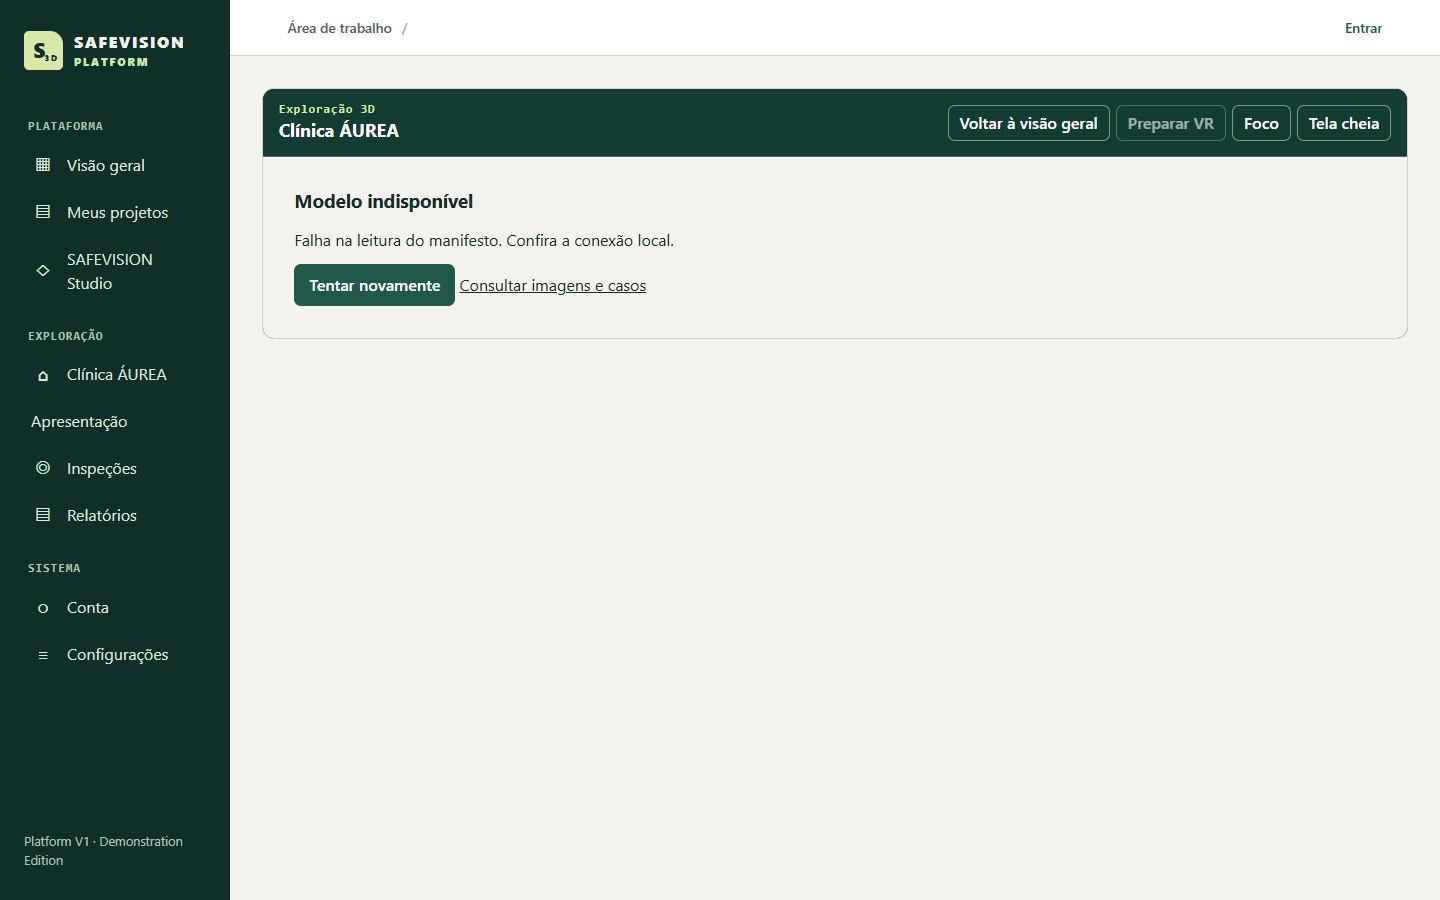 S3D
SAFEVISION
PLATFORM
PLATAFORMA
Visão geral
Meus projetos
SAFEVISION
Studio
EXPLORAÇÃO
Clínica ÁUREA
Apresentação
Inspeções
Relatórios
SISTEMA
Conta
Configurações
Platform V1 · Demonstration
Edition
Área de trabalho /
Entrar
Exploração 3D
Clínica ÁUREA
Voltar à visão geral
Preparar VR
Foco
Tela cheia
Modelo indisponível
Falha na leitura do manifesto. Confira a conexão local.
Tentar novamente Consultar imagens e casos